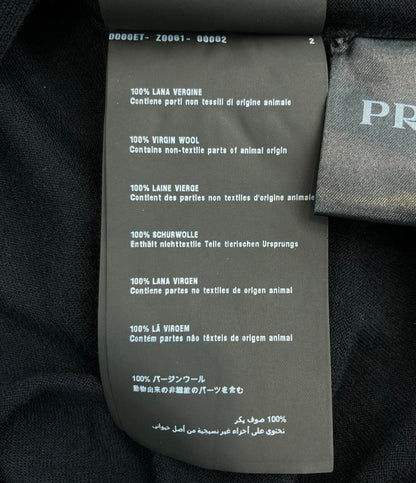 D000ET- Z0061- 00002
2
100% LANA VERGINE
Contiene parti non tessili di origine animale
100% VIRGIN WOOL
Contains non-textile parts of animal origin
100% LAINE VIERGE
Contient des parties non textiles d'origine animale
100% SCHURWOLLE
Enthält nichttextile Teile tierischen Ursprungs
100% LANA VIRGEN
Contiene partes no textiles de origen animal
100% LÃ VIRGEM
Contém partes não têxteis de origem animal
100% バージンウール
動物由来の非繊維のパーツを含む
100% صوف بكر
تحتوي على أجزاء غير نسيجية من أصل حيواني
PR